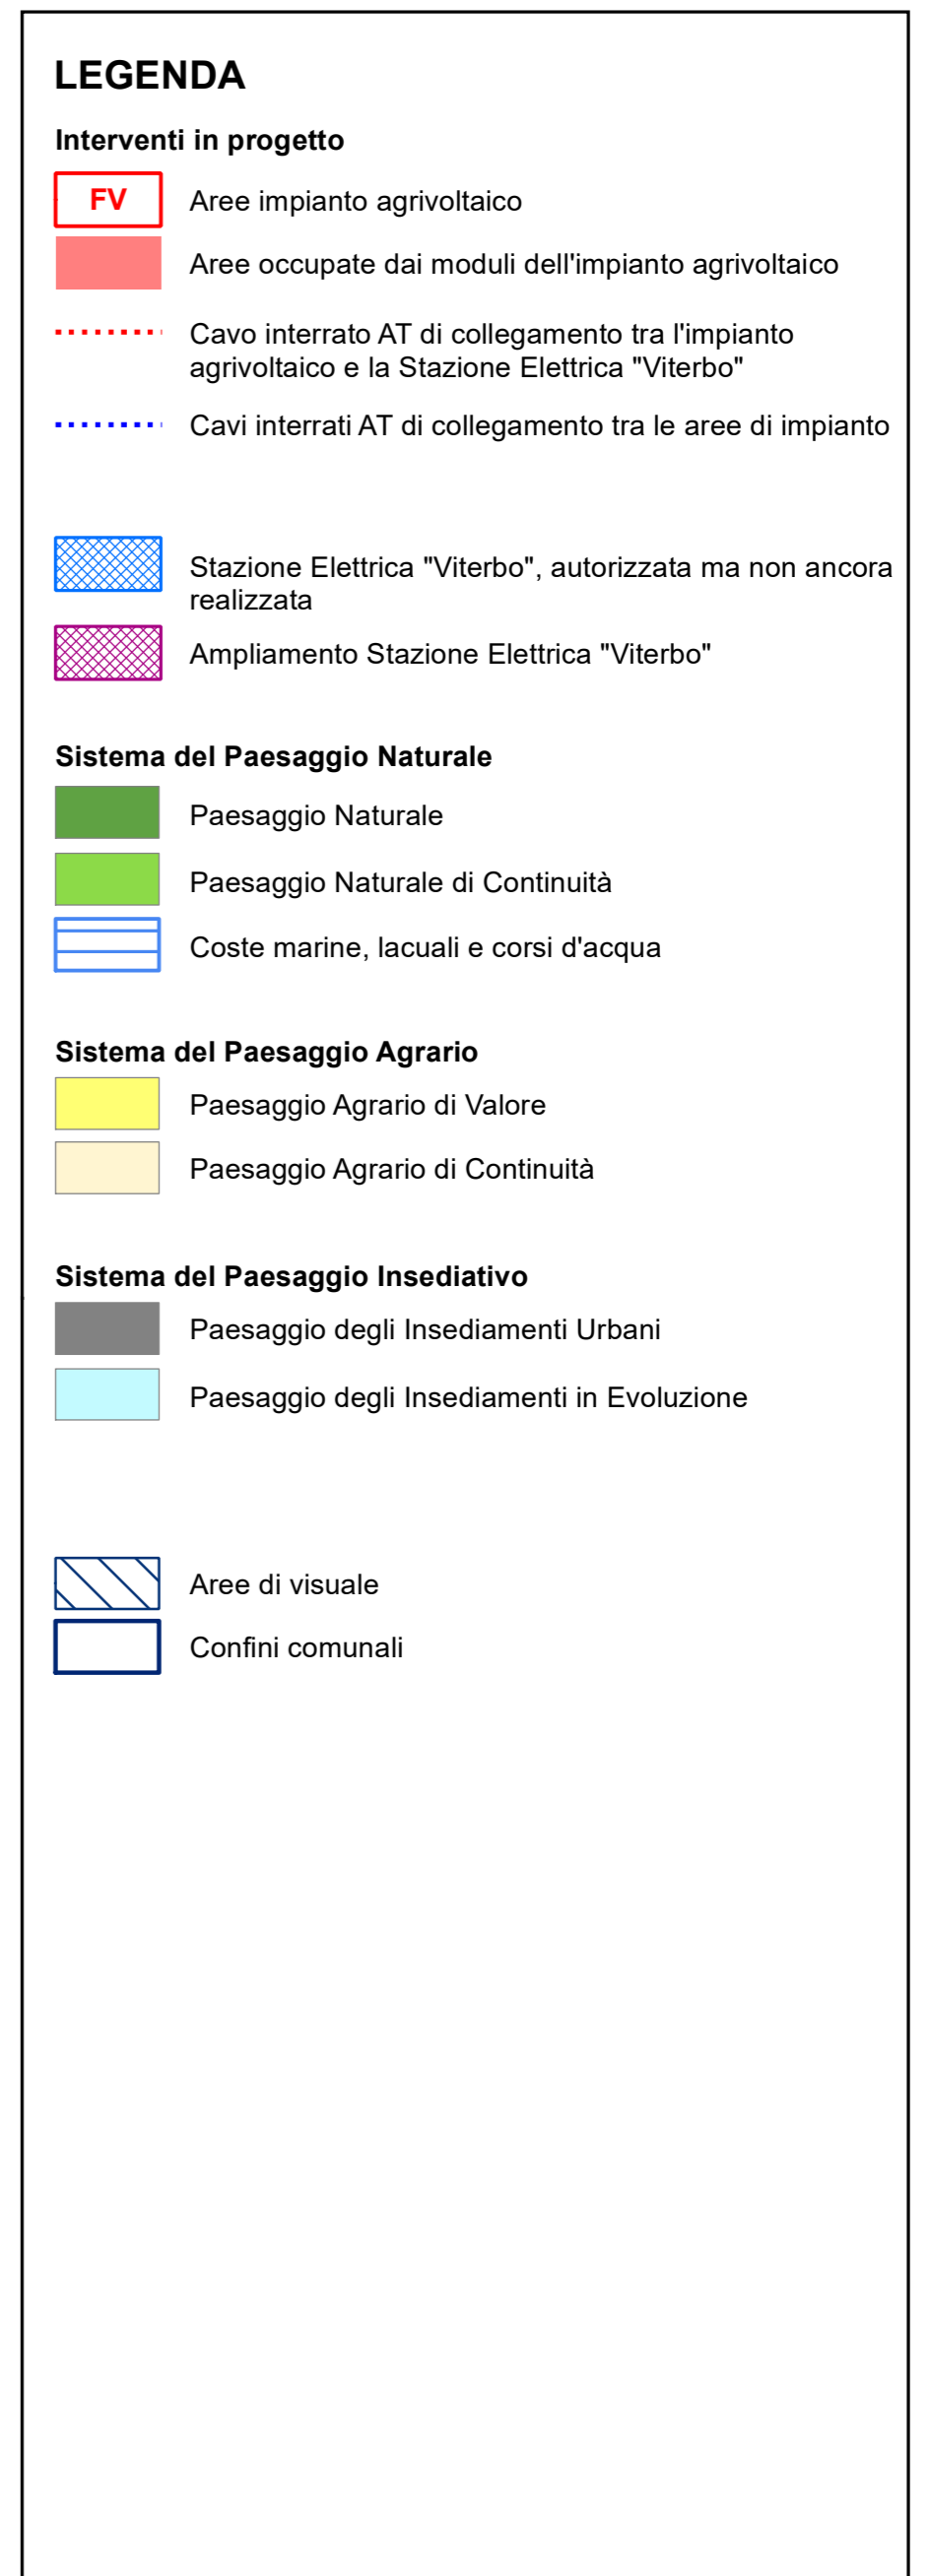 LEGENDA
Interventi in progetto
FV Aree impianto agrivoltaico
Aree occupate dai moduli dell'impianto agrivoltaico
Cavo interrato AT di collegamento tra l'impianto
agrivoltaico e la Stazione Elettrica "Viterbo"
Cavi interrati AT di collegamento tra le aree di impianto
Stazione Elettrica "Viterbo", autorizzata ma non ancora
realizzata
Ampliamento Stazione Elettrica "Viterbo"
Sistema del Paesaggio Naturale
Paesaggio Naturale
Paesaggio Naturale di Continuità
Coste marine, lacuali e corsi d'acqua
Sistema del Paesaggio Agrario
Paesaggio Agrario di Valore
Paesaggio Agrario di Continuità
Sistema del Paesaggio Insediativo
Paesaggio degli Insediamenti Urbani
Paesaggio degli Insediamenti in Evoluzione
Aree di visuale
Confini comunali